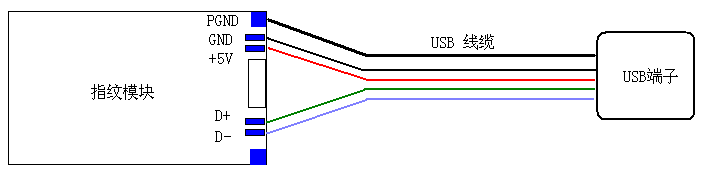 PGND
GND
+5V
USB 线缆
指纹模块
USB端子
D+
D-